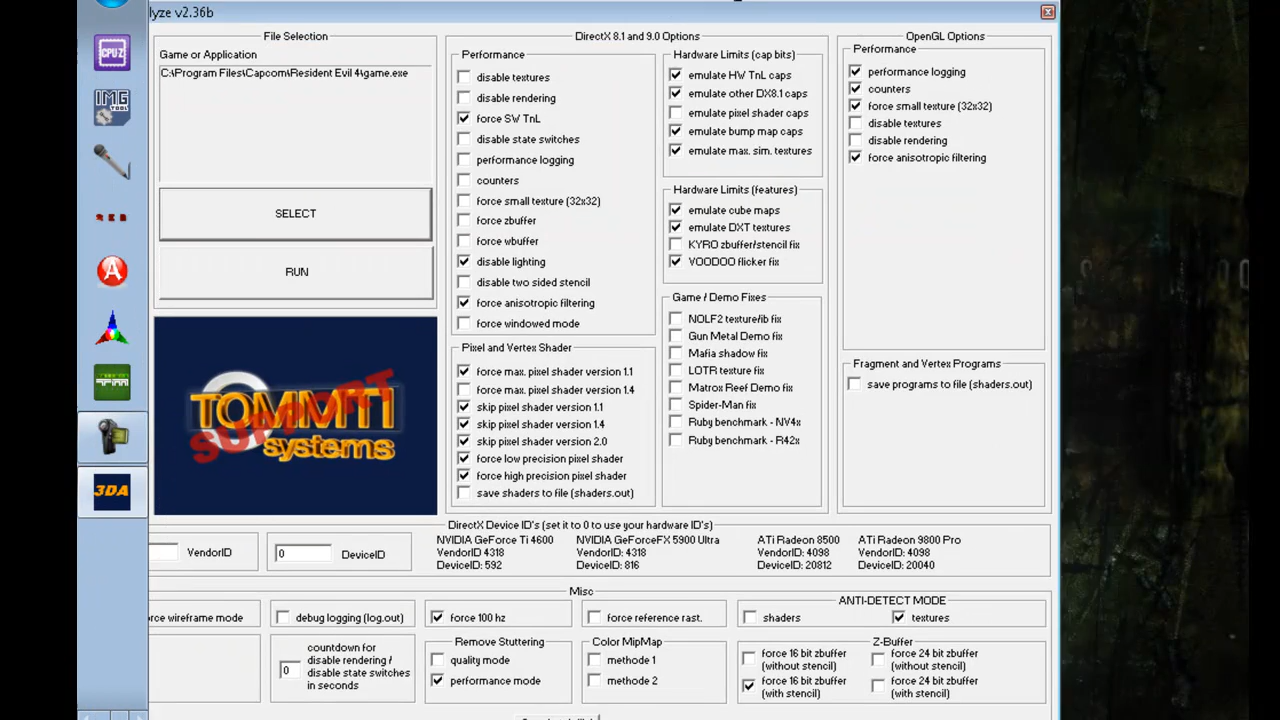 lyze v2.36b
CPU-Z
IMG
TOOL
A
3DA
File Selection
Game or Application
C:\Program Files\Capcom\Resident Evil 4\game.exe
SELECT
RUN
TOMMTI
SUPPORT
systems
DirectX 8.1 and 9.0 Options
Performance
disable textures
disable rendering
force SW TnL
disable state switches
performance logging
counters
force small texture (32x32)
force zbuffer
force wbuffer
disable lighting
disable two sided stencil
force anisotropic filtering
force windowed mode
Pixel and Vertex Shader
force max. pixel shader version 1.1
force max. pixel shader version 1.4
skip pixel shader version 1.1
skip pixel shader version 1.4
skip pixel shader version 2.0
force low precision pixel shader
force high precision pixel shader
save shaders to file (shaders.out)
Hardware Limits (cap bits)
emulate HW TnL caps
emulate other DX8.1 caps
emulate pixel shader caps
emulate bump map caps
emulate max. sim. textures
Hardware Limits (features)
emulate cube maps
emulate DXT textures
KYRO zbuffer/stencil fix
VOODOO flicker fix
Game / Demo Fixes
NOLF2 texture/ib fix
Gun Metal Demo fix
Mafia shadow fix
LOTR texture fix
Matrox Reef Demo fix
Spider-Man fix
Ruby benchmark - NV4x
Ruby benchmark - R42x
OpenGL Options
Performance
performance logging
counters
force small texture (32x32)
disable textures
disable rendering
force anisotropic filtering
Fragment and Vertex Programs
save programs to file (shaders.out)
DirectX Device ID's (set it to 0 to use your hardware ID's)
VendorID
0
DeviceID
NVIDIA GeForce Ti 4600
VendorID 4318
DeviceID: 592
NVIDIA GeForceFX 5900 Ultra
VendorID: 4318
DeviceID: 816
ATi Radeon 8500
VendorID: 4098
DeviceID: 20812
ATi Radeon 9800 Pro
VendorID: 4098
DeviceID: 20040
Misc
orce wireframe mode
debug logging (log.out)
force 100 hz
force reference rast.
ANTI-DETECT MODE
shaders
textures
0
countdown for
disable rendering /
disable state switches
in seconds
Remove Stuttering
quality mode
performance mode
Color MipMap
methode 1
methode 2
Z-Buffer
force 16 bit zbuffer
(without stencil)
force 24 bit zbuffer
(without stencil)
force 16 bit zbuffer
(with stencil)
force 24 bit zbuffer
(with stencil)